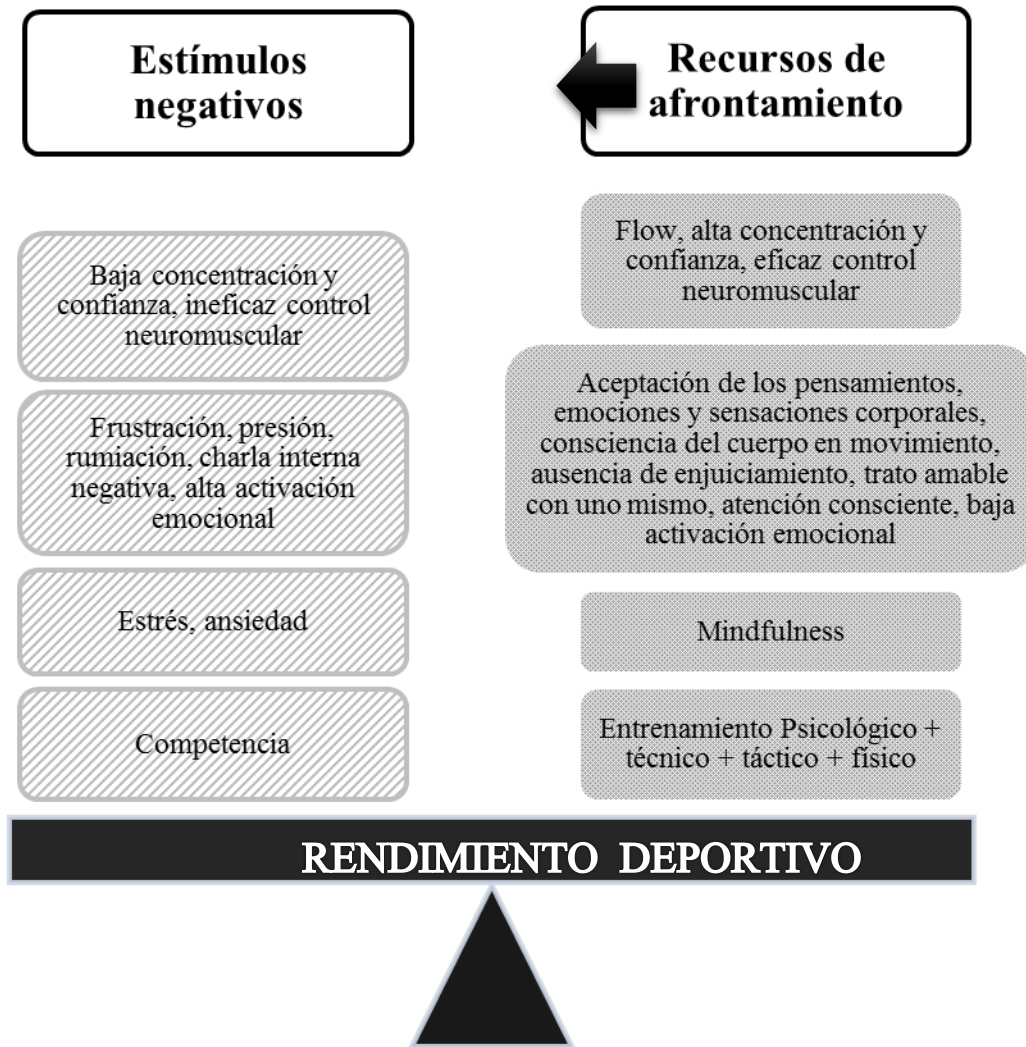 Estímulos
negativos
Recursos de
afrontamiento
Baja concentración y
confianza, ineficaz control
neuromuscular
Frustración, presión,
rumiación, charla interna
negativa, alta activación
emocional
Estrés, ansiedad
Competencia
Flow, alta concentración y
confianza, eficaz control
neuromuscular
Aceptación de los pensamientos,
emociones y sensaciones corporales,
consciencia del cuerpo en movimiento,
ausencia de enjuiciamiento, trato amable
con uno mismo, atención consciente, baja
activación emocional
Mindfulness
Entrenamiento Psicológico +
técnico + táctico + físico
RENDIMIENTO DEPORTIVO